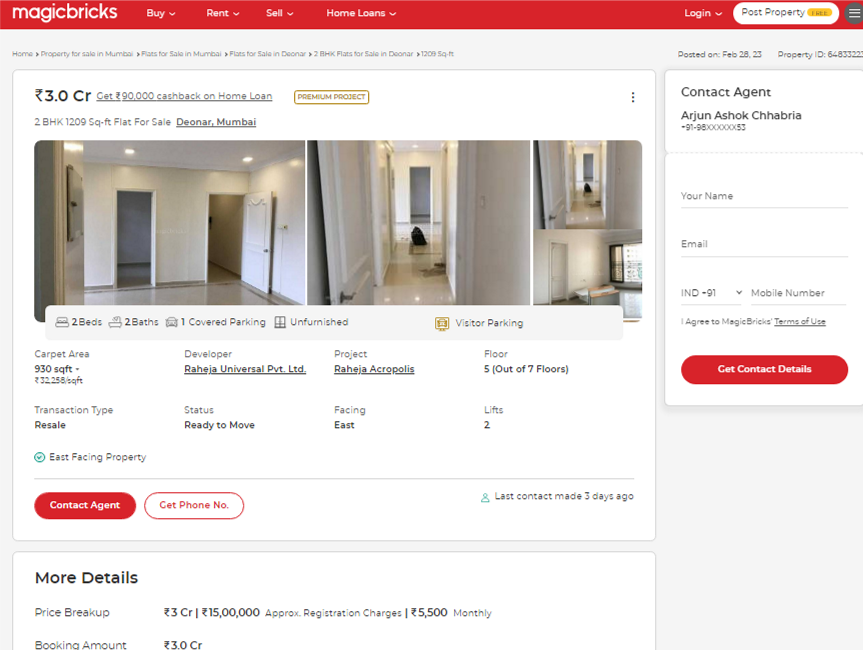 magicbricks Buy Rent Sell Home Loans Login Post Property FREE
Home > Property for sale in Mumbai > Flats for Sale in Mumbai > Flats for Sale in Deonar > 2 BHK Flats for Sale in Deonar > 1209 Sq-ft Posted on: Feb 28, 23 Property ID: 64833223
₹3.0 Cr Get ₹90,000 cashback on Home Loan PREMIUM PROJECT
2 BHK 1209 Sq-ft Flat For Sale Deonar, Mumbai
2 Beds 2 Baths 1 Covered Parking Unfurnished Visitor Parking
Carpet Area Developer Project Floor
930 sqft - Raheja Universal Pvt. Ltd. Raheja Acropolis 5 (Out of 7 Floors)
₹32,258/sqft
Transaction Type Status Facing Lifts
Resale Ready to Move East 2
East Facing Property
Contact Agent Get Phone No. Last contact made 3 days ago
More Details
Price Breakup ₹3 Cr | ₹15,00,000 Approx. Registration Charges | ₹5,500 Monthly
Booking Amount ₹3.0 Cr
Contact Agent
Arjun Ashok Chhabria
+91-98XXXXXX53
Your Name
Email
IND +91 Mobile Number
I Agree to MagicBricks' Terms of Use
Get Contact Details